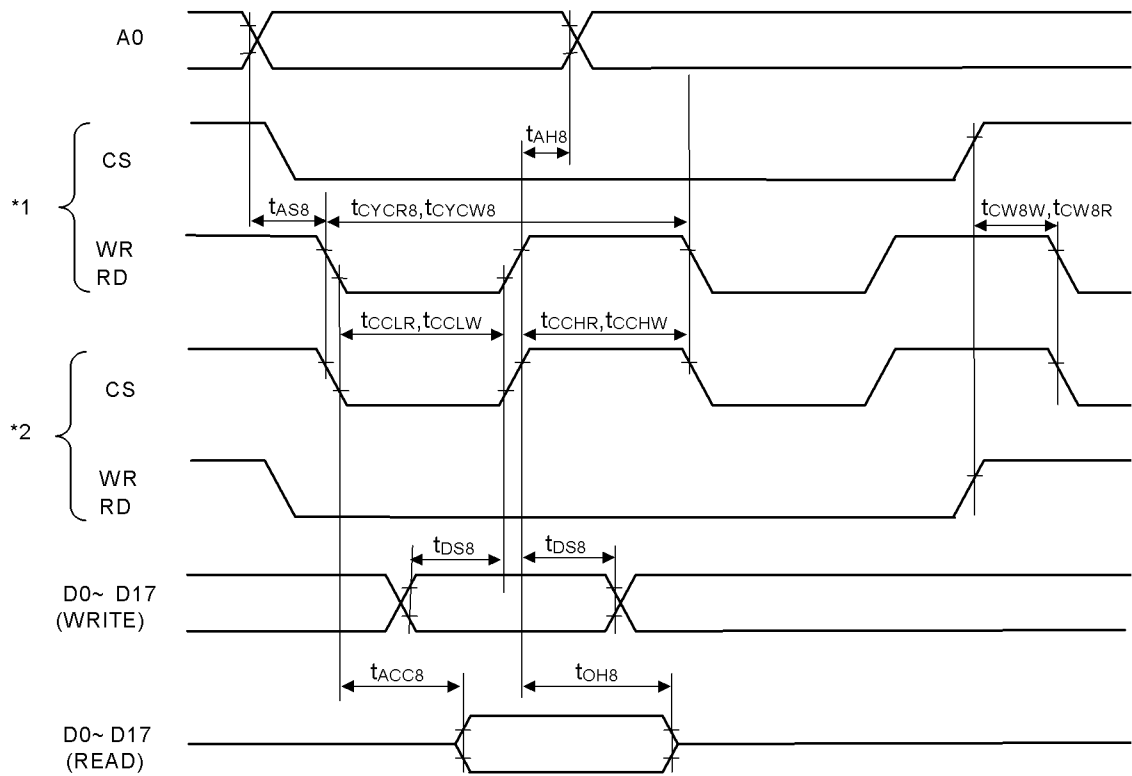 A0
tAH8
CS
*1
tAS8
tCYCR8,tCYCW8
tCW8W,tCW8R
WR
RD
tCCLR,tCCLW
tCCHR,tCCHW
CS
*2
WR
RD
tDS8
tDS8
D0~ D17
(WRITE)
tACC8
tOH8
D0~ D17
(READ)